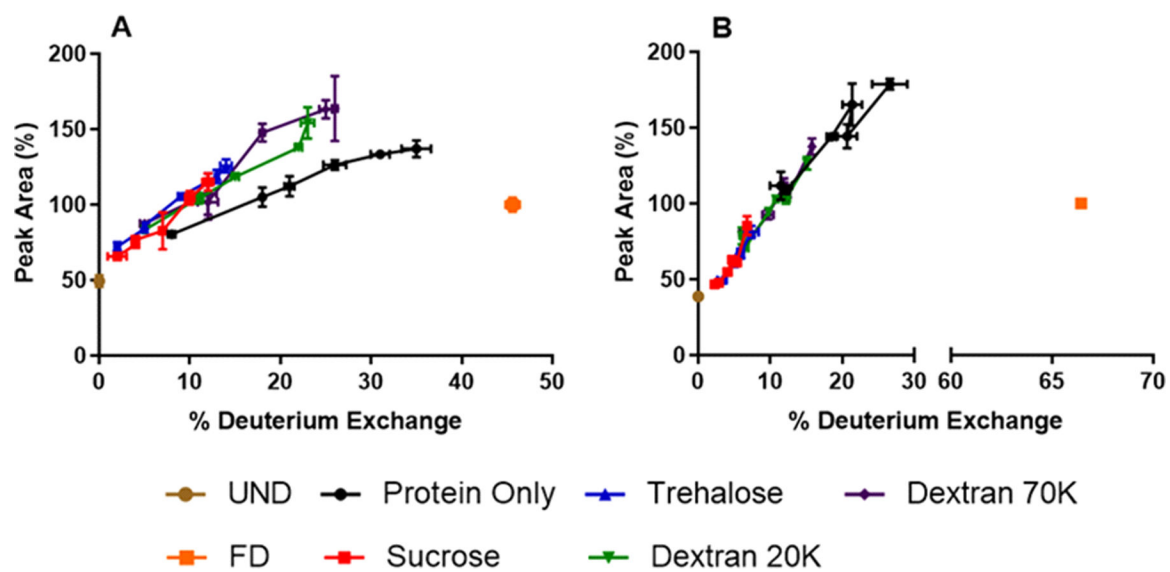 A
B
200
150
100
50
0
Peak Area (%)
0 10 20 30 40 50
% Deuterium Exchange
200
150
100
50
0
Peak Area (%)
0 10 20 30 60 65 70
% Deuterium Exchange
UND Protein Only Trehalose Dextran 70K
FD Sucrose Dextran 20K